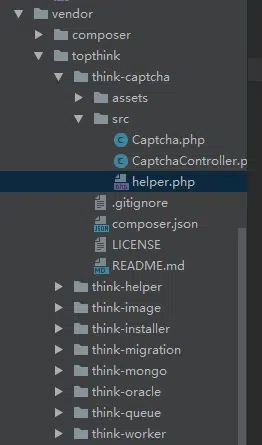 vendor
composer
topthink
think-captcha
assets
src
Captcha.php
CaptchaController.p
helper.php
.gitignore
composer.json
LICENSE
README.md
think-helper
think-image
think-installer
think-migration
think-mongo
think-oracle
think-queue
think-worker